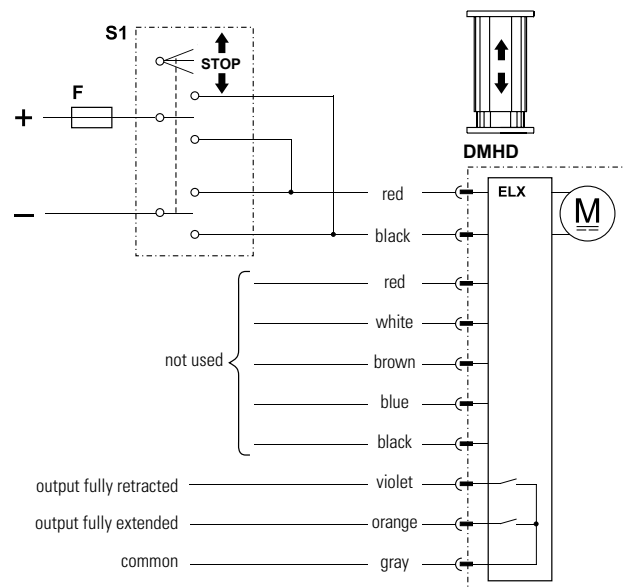 S1
STOP
F
+
–
DMHD
red
ELX
M
black
red
white
not used
brown
blue
black
output fully retracted
violet
output fully extended
orange
common
gray